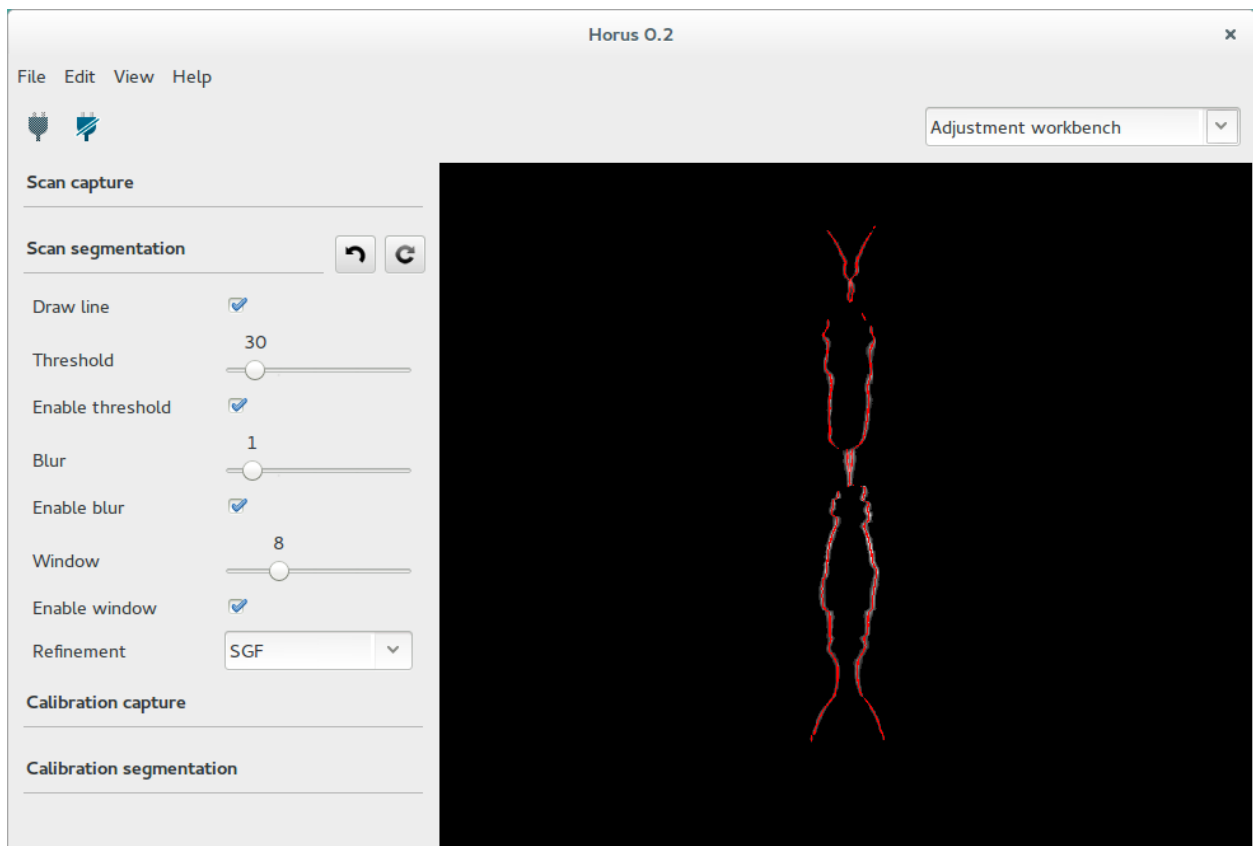 Horus 0.2
File Edit View Help
Adjustment workbench
Scan capture
Scan segmentation
Draw line
30
Threshold
Enable threshold
1
Blur
Enable blur
8
Window
Enable window
Refinement SGF
Calibration capture
Calibration segmentation